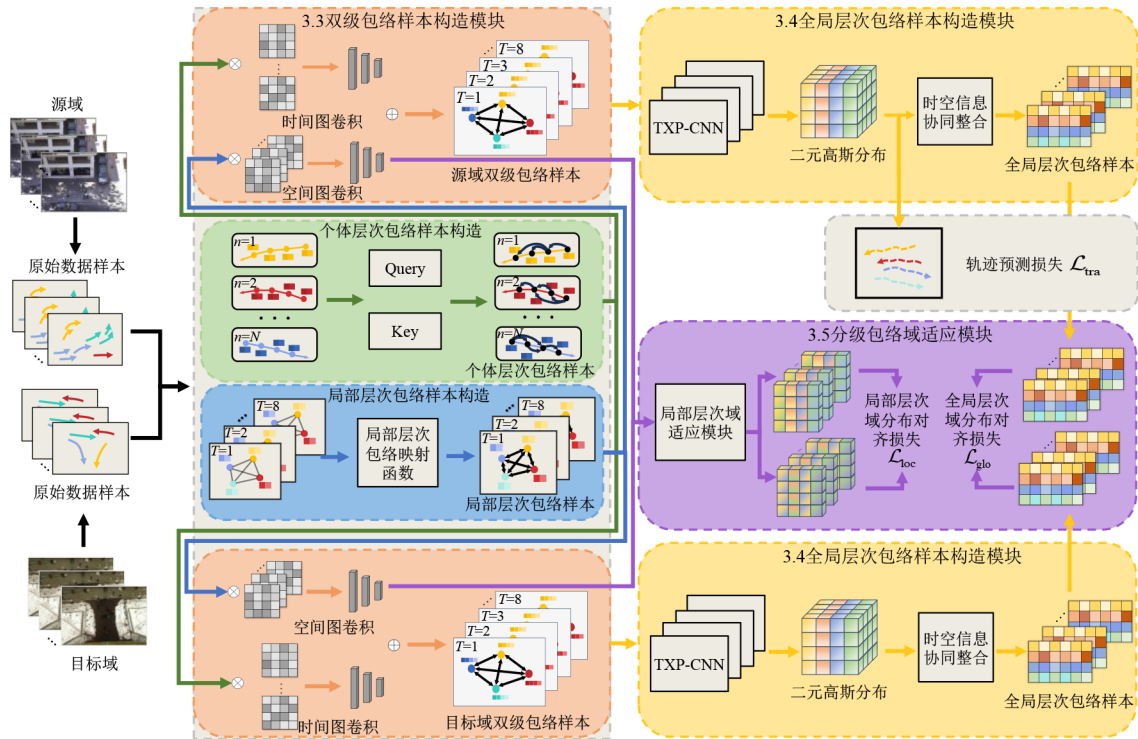 源域
原始数据样本
原始数据样本
目标域
3.3双级包络样本构造模块
时间图卷积
空间图卷积
T=8
T=3
T=2
T=1
源域双级包络样本
个体层次包络样本构造
n=1
n=2
n=N
Query
Key
n=1
n=2
n=N
个体层次包络样本
局部层次包络样本构造
T=8
T=2
T=1
局部层次
包络映射
函数
T=8
T=2
T=1
局部层次包络样本
空间图卷积
时间图卷积
T=8
T=3
T=2
T=1
目标域双级包络样本
3.4全局层次包络样本构造模块
TXP-CNN
二元高斯分布
时空信息
协同整合
全局层次包络样本
轨迹预测损失 ℒtra
3.5分级包络域适应模块
局部层次域
适应模块
局部层次
域分布对
齐损失
ℒloc
全局层次
域分布对
齐损失
ℒglo
3.4全局层次包络样本构造模块
TXP-CNN
二元高斯分布
时空信息
协同整合
全局层次包络样本